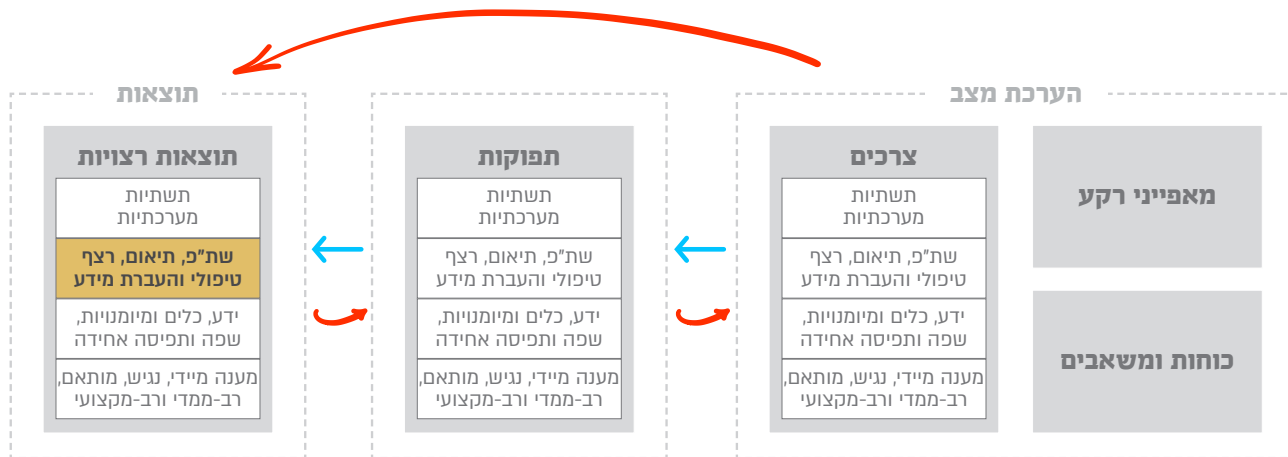 הערכת מצב
מאפייני רקע
כוחות ומשאבים
צרכים
תשתיות
מערכתיות
שת"פ, תיאום, רצף
טיפולי והעברת מידע
ידע, כלים ומיומנויות,
שפה ותפיסה אחידה
מענה מיידי, נגיש, מותאם,
רב-ממדי ורב-מקצועי
תפוקות
תשתיות
מערכתיות
שת"פ, תיאום, רצף
טיפולי והעברת מידע
ידע, כלים ומיומנויות,
שפה ותפיסה אחידה
מענה מיידי, נגיש, מותאם,
רב-ממדי ורב-מקצועי
תוצאות
תוצאות רצויות
תשתיות
מערכתיות
שת"פ, תיאום, רצף
טיפולי והעברת מידע
ידע, כלים ומיומנויות,
שפה ותפיסה אחידה
מענה מיידי, נגיש, מותאם,
רב-ממדי ורב-מקצועי